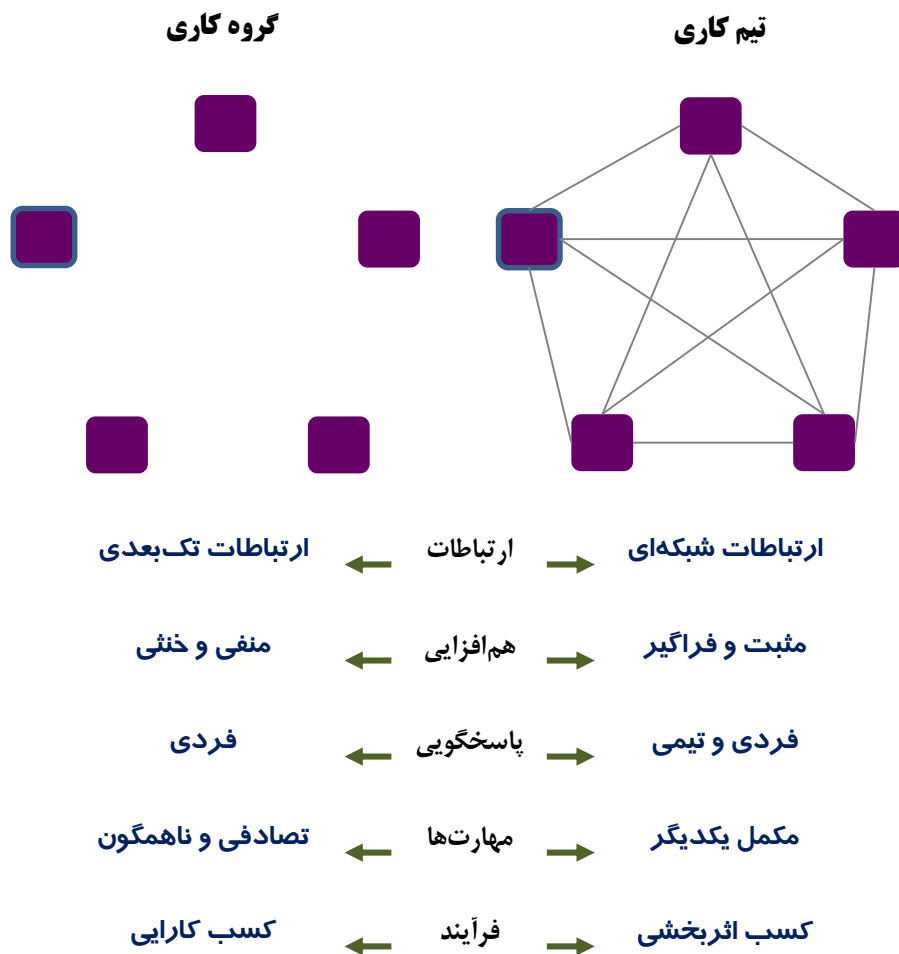 تیم کاری گروه کاری
ارتباطات شبکه‌ای ارتباطات ارتباطات تک‌بعدی
مثبت و فراگیر هم‌افزایی منفی و خنثی
فردی و تیمی پاسخگویی فردی
مکمل یکدیگر مهارت‌ها تصادفی و ناهمگون
کسب اثربخشی فرآیند کسب کارایی